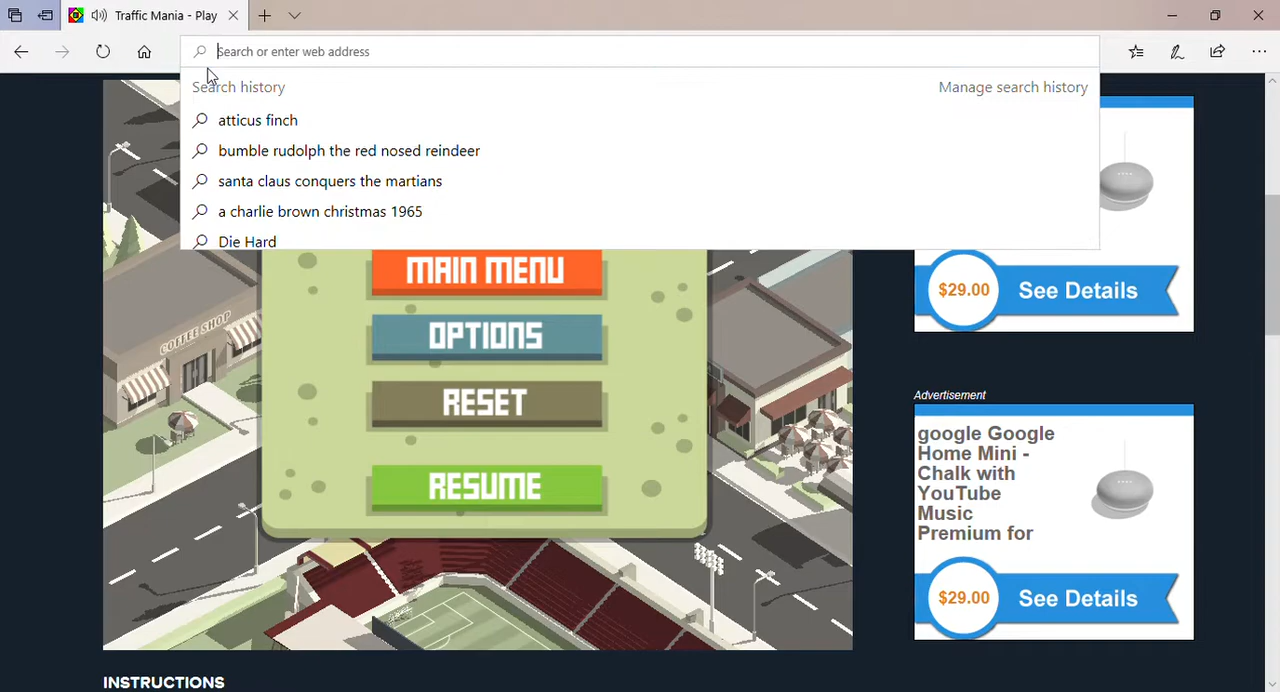 Traffic Mania - Play
Search or enter web address
Search history
Manage search history
atticus finch
bumble rudolph the red nosed reindeer
santa claus conquers the martians
a charlie brown christmas 1965
Die Hard
MAIN MENU
OPTIONS
RESET
RESUME
COFFEE SHOP
$29.00
See Details
Advertisement
google Google
Home Mini -
Chalk with
YouTube
Music
Premium for
$29.00
See Details
INSTRUCTIONS